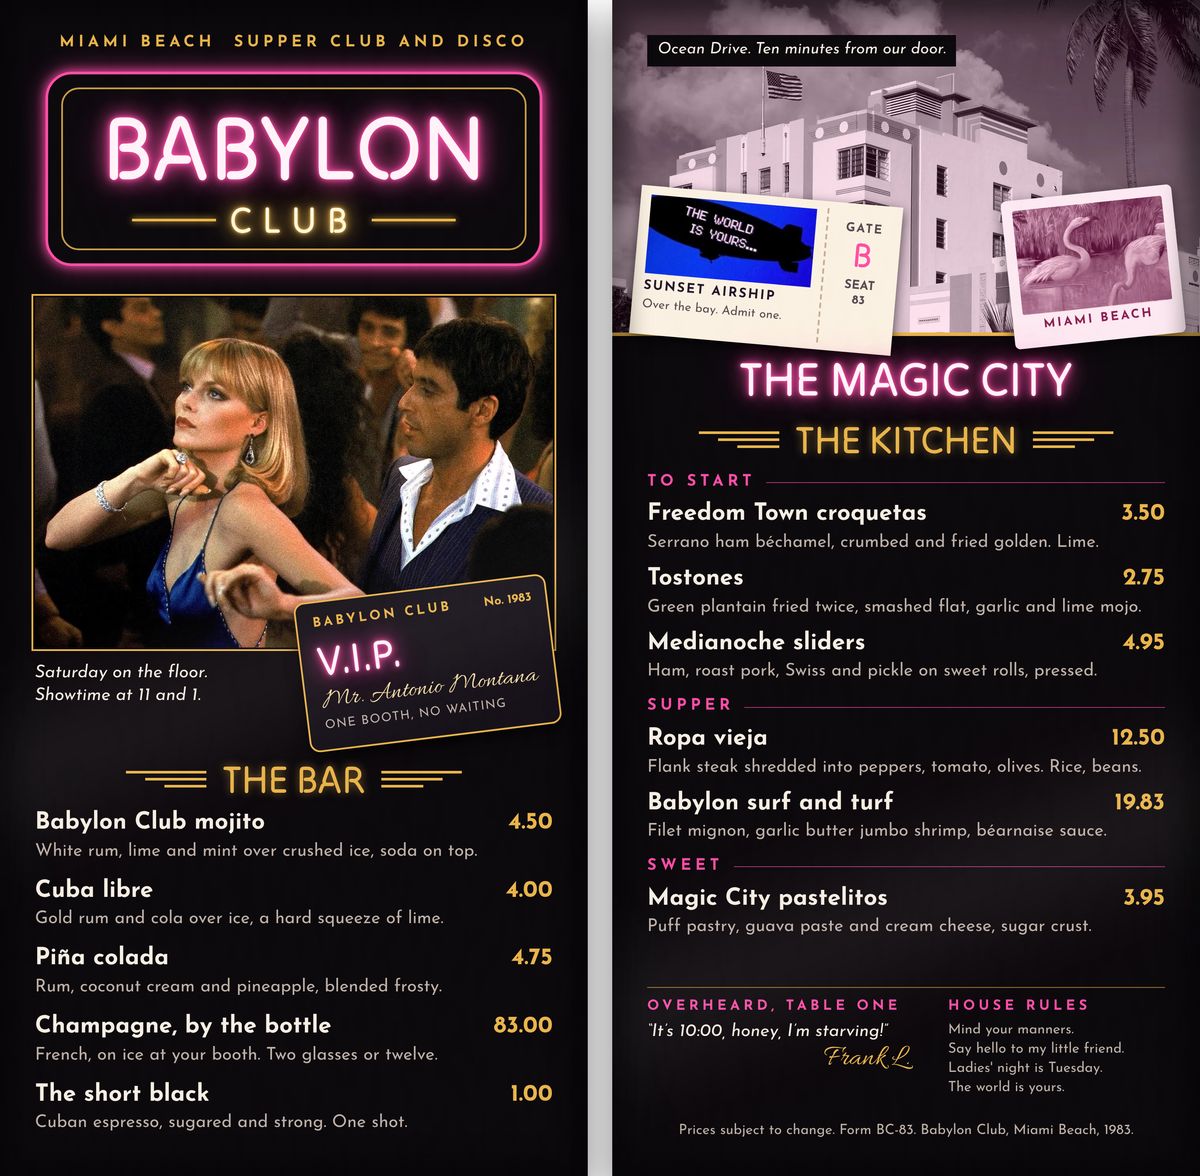 MIAMI BEACH SUPPER CLUB AND DISCO
BABYLON
CLUB
BABYLON CLUB No. 1983
V.I.P.
Mr. Antonio Montana
ONE BOOTH, NO WAITING
Saturday on the floor.
Showtime at 11 and 1.
THE BAR
Babylon Club mojito 4.50
White rum, lime and mint over crushed ice, soda on top.
Cuba libre 4.00
Gold rum and cola over ice, a hard squeeze of lime.
Piña colada 4.75
Rum, coconut cream and pineapple, blended frosty.
Champagne, by the bottle 83.00
French, on ice at your booth. Two glasses or twelve.
The short black 1.00
Cuban espresso, sugared and strong. One shot.
Ocean Drive. Ten minutes from our door.
THE WORLD
IS YOURS...
SUNSET AIRSHIP
Over the bay. Admit one.
GATE
B
SEAT
83
MIAMI BEACH
THE MAGIC CITY
THE KITCHEN
TO START
Freedom Town croquetas 3.50
Serrano ham béchamel, crumbed and fried golden. Lime.
Tostones 2.75
Green plantain fried twice, smashed flat, garlic and lime mojo.
Medianoche sliders 4.95
Ham, roast pork, Swiss and pickle on sweet rolls, pressed.
SUPPER
Ropa vieja 12.50
Flank steak shredded into peppers, tomato, olives. Rice, beans.
Babylon surf and turf 19.83
Filet mignon, garlic butter jumbo shrimp, béarnaise sauce.
SWEET
Magic City pastelitos 3.95
Puff pastry, guava paste and cream cheese, sugar crust.
OVERHEARD, TABLE ONE
"It's 10:00, honey, I'm starving!"
Frank L.
HOUSE RULES
Mind your manners.
Say hello to my little friend.
Ladies' night is Tuesday.
The world is yours.
Prices subject to change. Form BC-83. Babylon Club, Miami Beach, 1983.